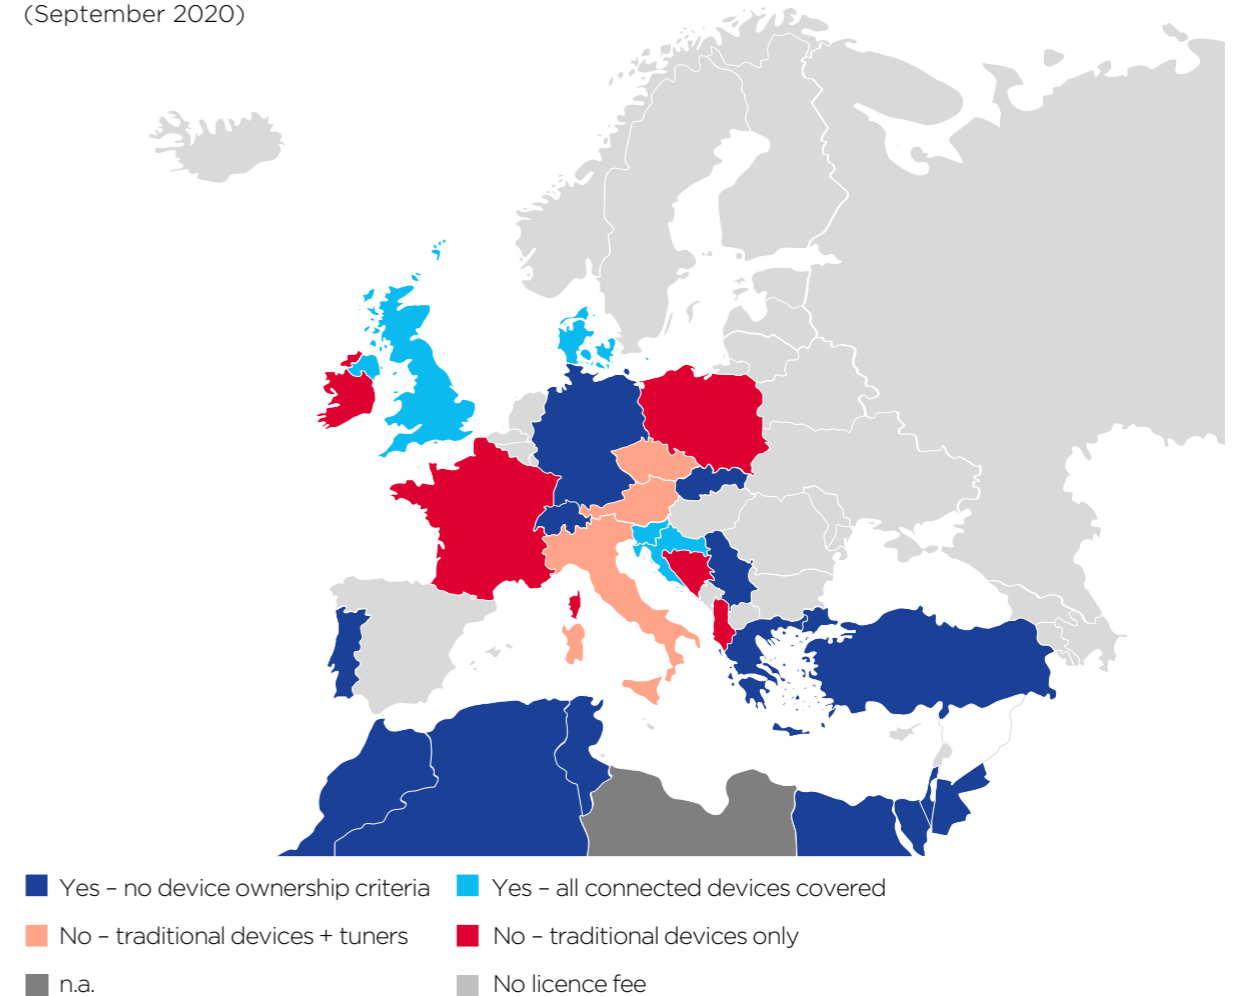 (September 2020)
Yes – no device ownership criteria
Yes – all connected devices covered
No – traditional devices + tuners
No – traditional devices only
n.a.
No licence fee